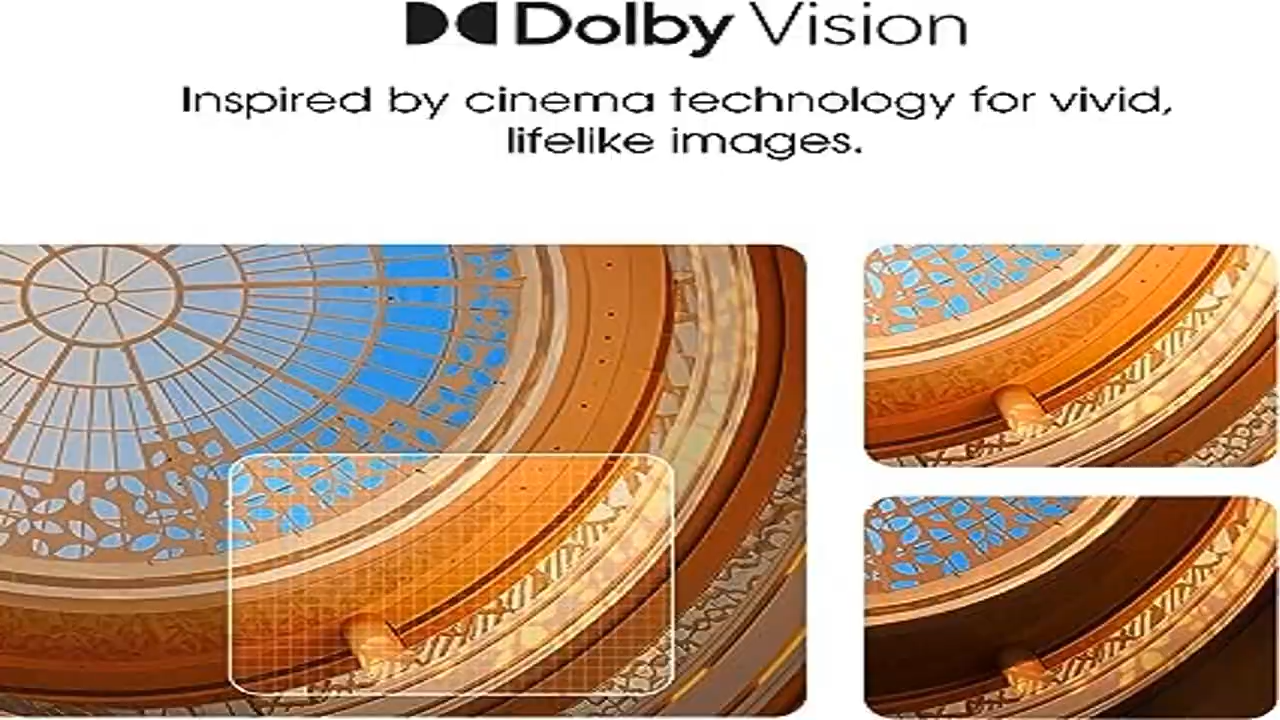 Dolby Vision
Inspired by cinema technology for vivid,
lifelike images.